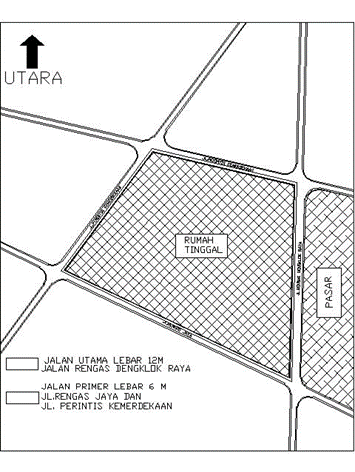 UTARA
RUMAH
TINGGAL
PASAR
JALAN UTAMA LEBAR 12M
JALAN RENGAS DENGKLOK RAYA
JALAN PRIMER LEBAR 6 M
JL.RENGAS JAYA DAN
JL. PERINTIS KEMERDEKAAN